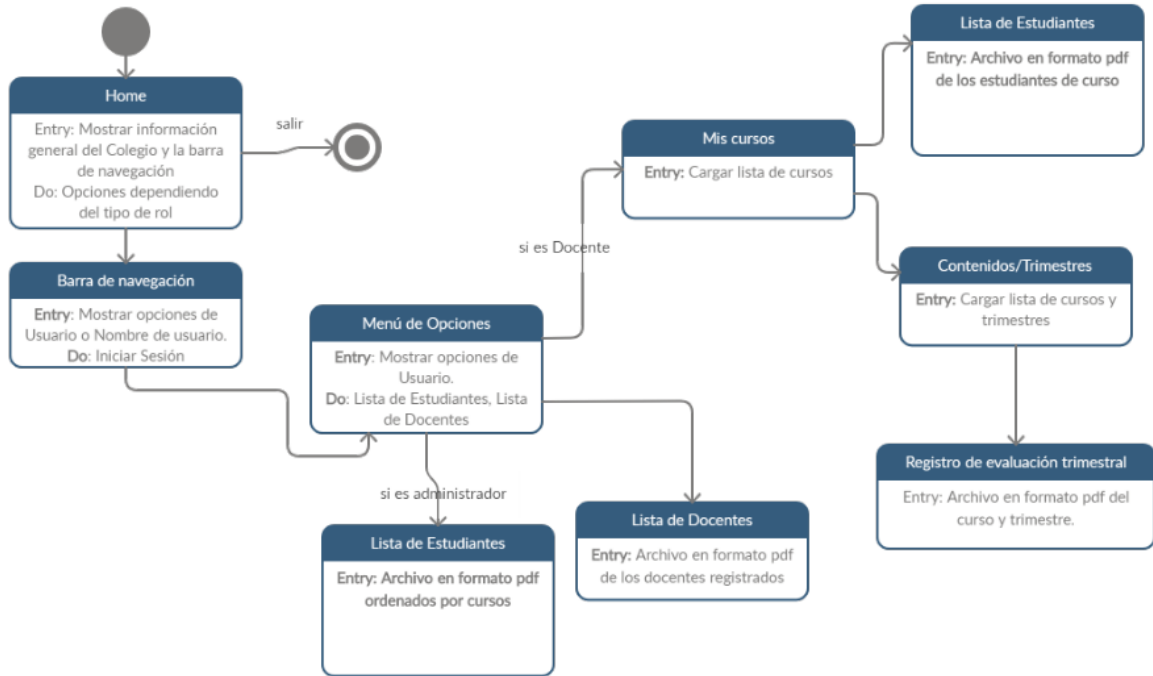 Home
Entry: Mostrar información
general del Colegio y la barra
de navegación
Do: Opciones dependiendo
del tipo de rol
salir
Barra de navegación
Entry: Mostrar opciones de
Usuario o Nombre de usuario.
Do: Iniciar Sesión
Menú de Opciones
Entry: Mostrar opciones de
Usuario.
Do: Lista de Estudiantes, Lista
de Docentes
si es Docente
Mis cursos
Entry: Cargar lista de cursos
Lista de Estudiantes
Entry: Archivo en formato pdf
de los estudiantes de curso
Contenidos/Trimestres
Entry: Cargar lista de cursos y
trimestres
Registro de evaluación trimestral
Entry: Archivo en formato pdf del
curso y trimestre.
si es administrador
Lista de Estudiantes
Entry: Archivo en formato pdf
ordenados por cursos
Lista de Docentes
Entry: Archivo en formato pdf
de los docentes registrados